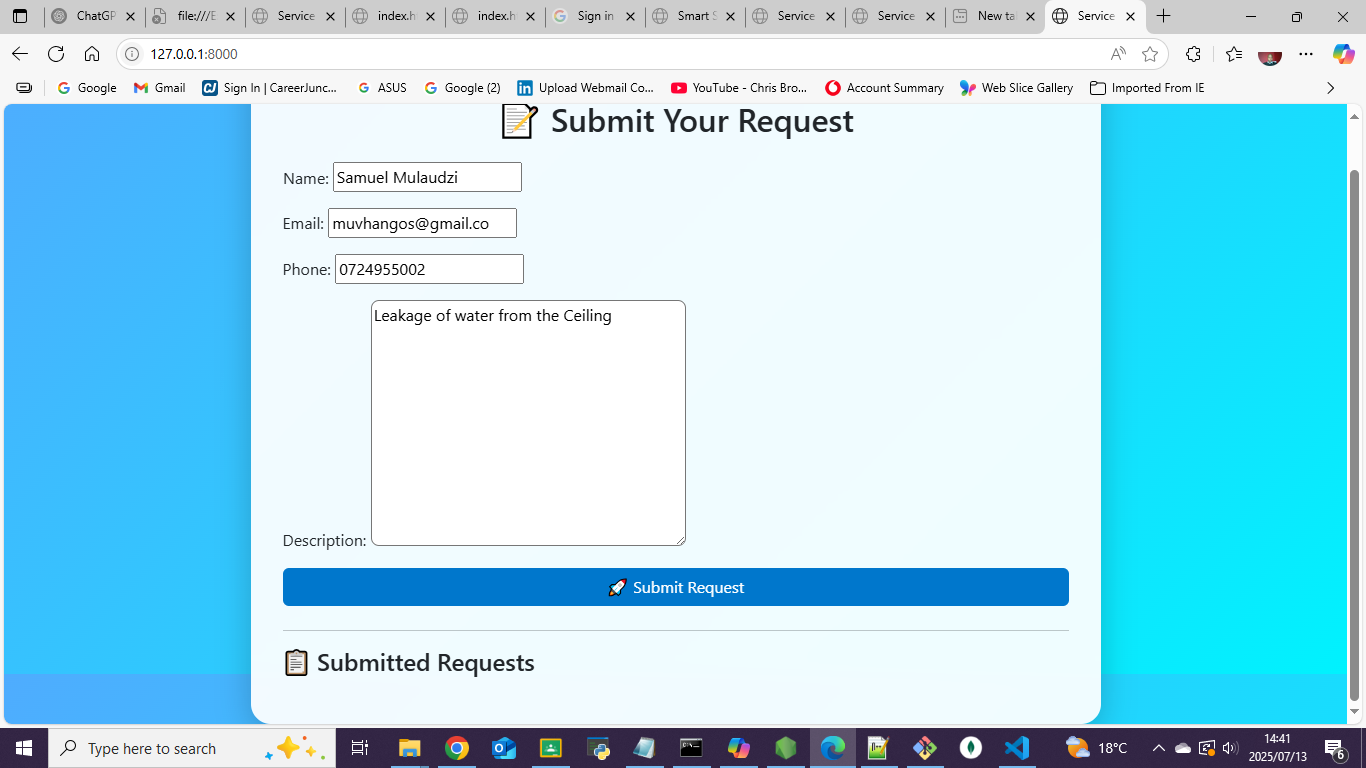 ChatGP
file:///E
Service
index.h
index.h
Sign in
Smart S
Service
Service
New tal
Service
127.0.0.1:8000
Google
Gmail
Sign In | CareerJunc...
ASUS
Google (2)
Upload Webmail Co...
YouTube - Chris Bro...
Account Summary
Web Slice Gallery
Imported From IE
Submit Your Request
Name: Samuel Mulaudzi
Email: muvhangos@gmail.co
Phone: 0724955002
Leakage of water from the Ceiling
Description:
Submit Request
Submitted Requests
Type here to search
18°C
14:41
2025/07/13
6